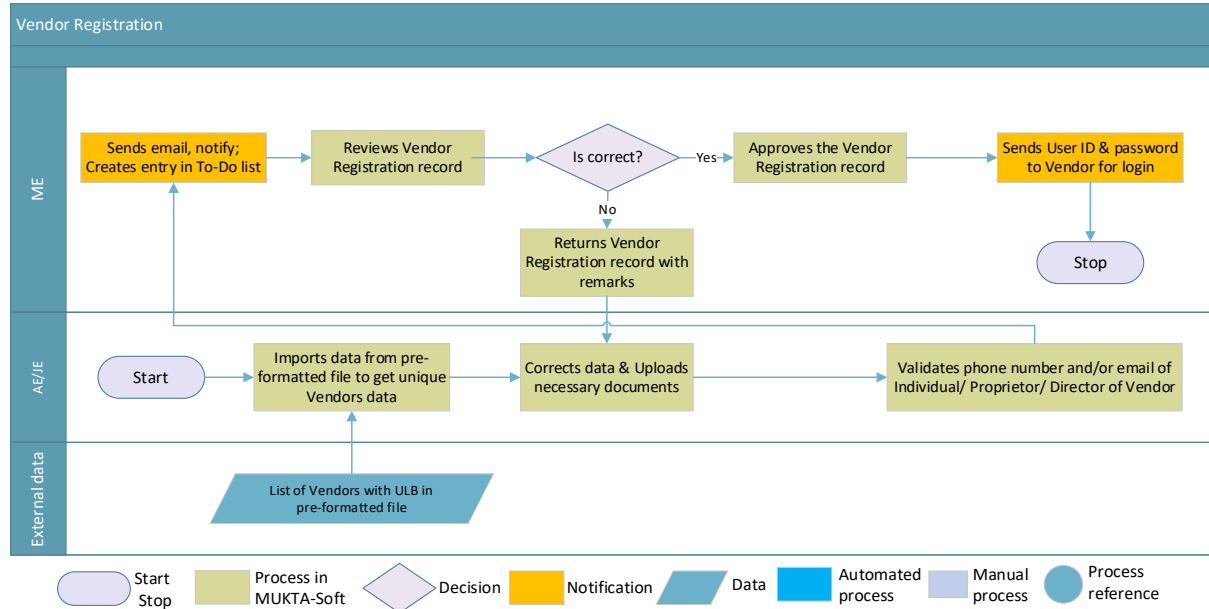 Vendor Registration
ME
Sends email, notify;
Creates entry in To-Do list
Reviews Vendor
Registration record
Is correct?
Yes
Approves the Vendor
Registration record
Sends User ID & password
to Vendor for login
No
Returns Vendor
Registration record with
remarks
Stop
AE/JE
Start
Imports data from pre-
formatted file to get unique
Vendors data
Corrects data & Uploads
necessary documents
Validates phone number and/or email of
Individual/ Proprietor/ Director of Vendor
External data
List of Vendors with ULB in
pre-formatted file
Start
Stop
Process in
MUKTA-Soft
Decision
Notification
Data
Automated
process
Manual
process
Process
reference